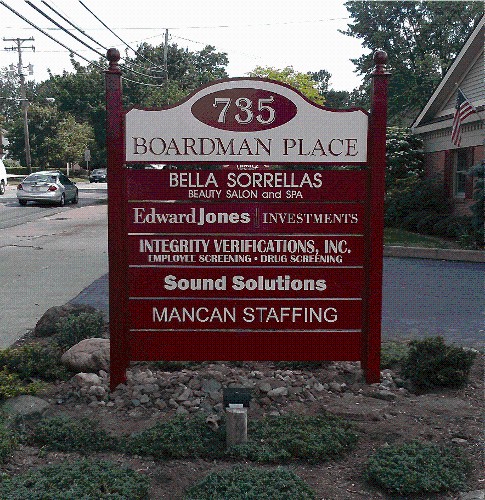 735
BOARDMAN PLACE
BELLA SORRELLAS
BEAUTY SALON and SPA
Edward Jones | INVESTMENTS
INTEGRITY VERIFICATIONS, INC.
EMPLOYEE SCREENING • DRUG SCREENING
Sound Solutions
MANCAN STAFFING